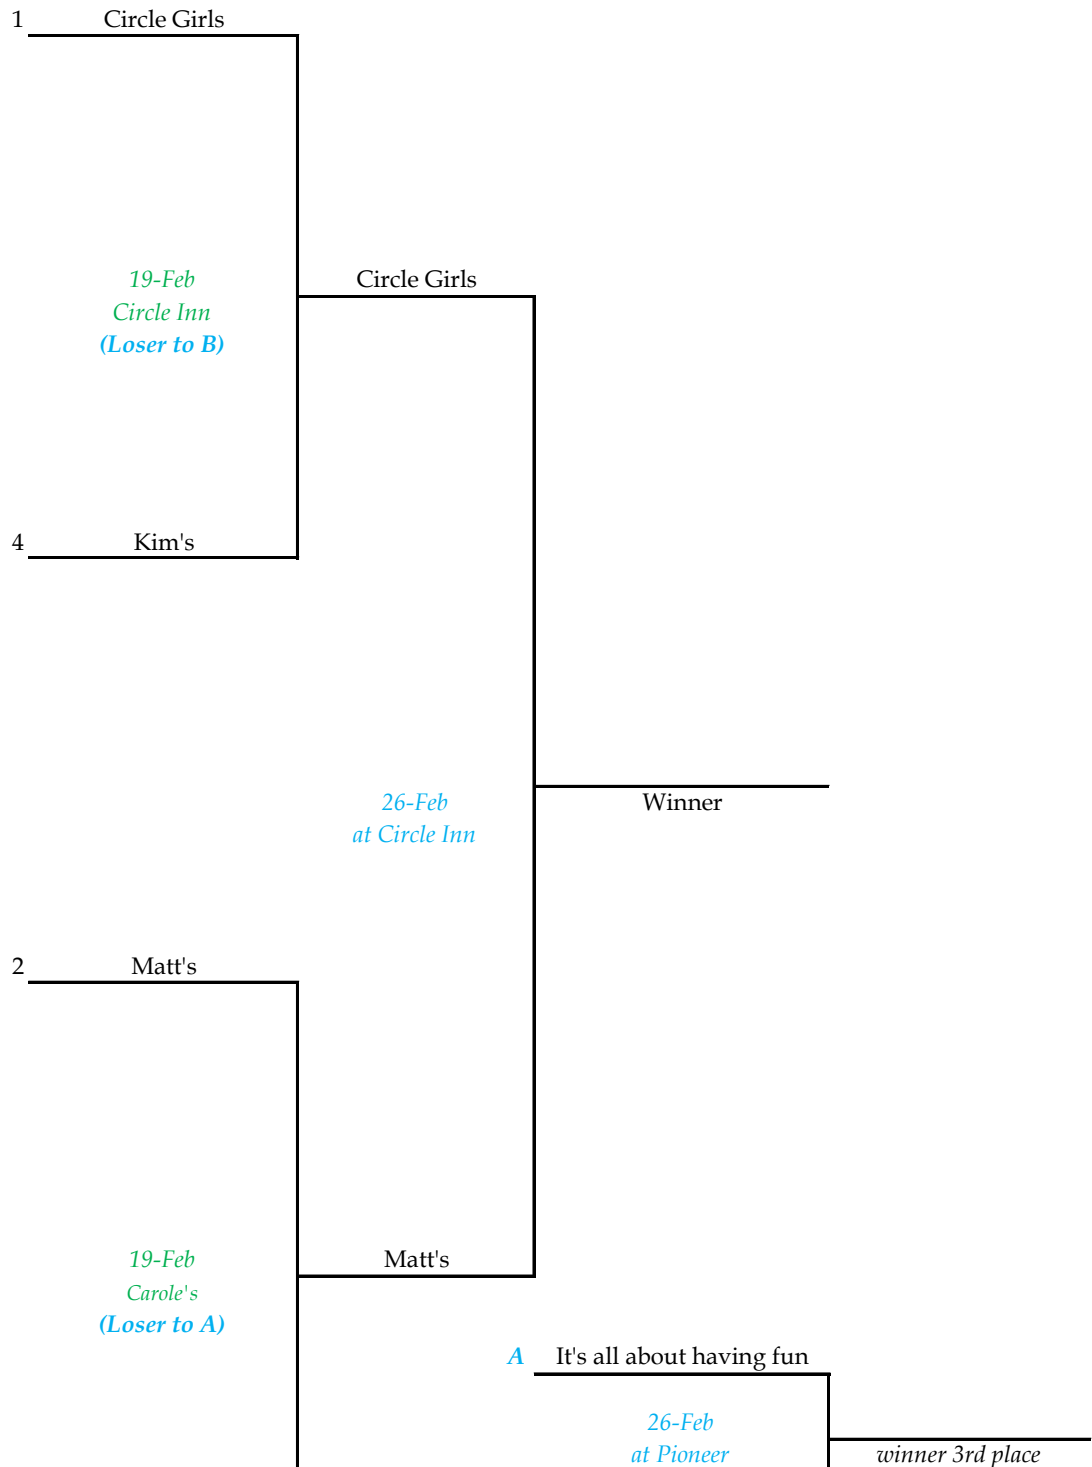 1 Circle Girls
19-Feb
Circle Inn
(Loser to B)
Circle Girls
4 Kim's
26-Feb
at Circle Inn
Winner
2 Matt's
19-Feb
Carole's
(Loser to A)
Matt's
A It's all about having fun
26-Feb
at Pioneer
winner 3rd place